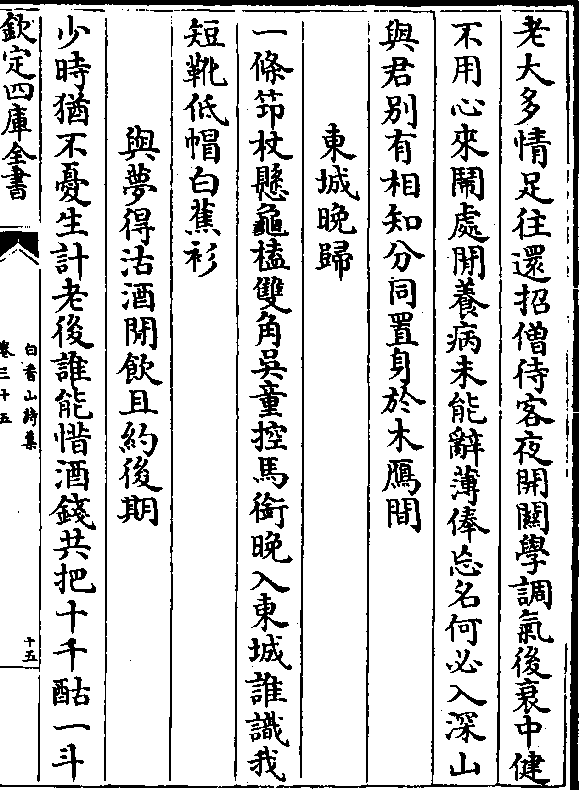 老大多情足往還招僧待客夜開關學調氣後衰中健
不用心來鬧處閒養病未能辭薄俸忘名何必入深山
與君別有相知分同置身於木鴈間
東城晚歸
一條筇杖懸龜榼雙角吳童控馬銜晚入東城誰識我
短靴低帽白蕉衫
與夢得沽酒閒飲且約後期
少時猶不憂生計老後誰能惜酒錢共把十千酤一斗
欽定四庫全書
白香山詩集
卷三十五
十五